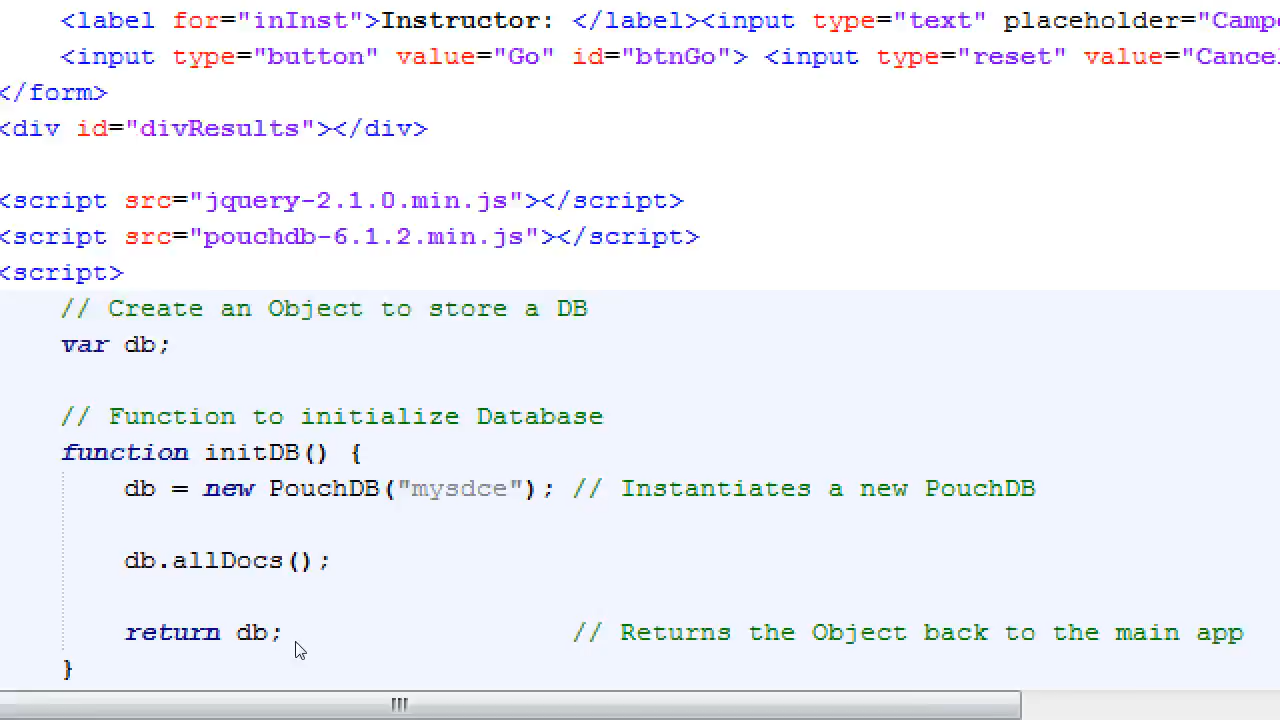 <label for="inInst">Instructor: </label><input type="text" placeholder="Camp
<input type="button" value="Go" id="btnGo"> <input type="reset" value="Cancel
</form>
<div id="divResults"></div>
<script src="jquery-2.1.0.min.js"></script>
<script src="pouchdb-6.1.2.min.js"></script>
<script>
// Create an Object to store a DB
var db;
// Function to initialize Database
function initDB() {
db = new PouchDB("mysdce"); // Instantiates a new PouchDB
db.allDocs();
return db; // Returns the Object back to the main app
}